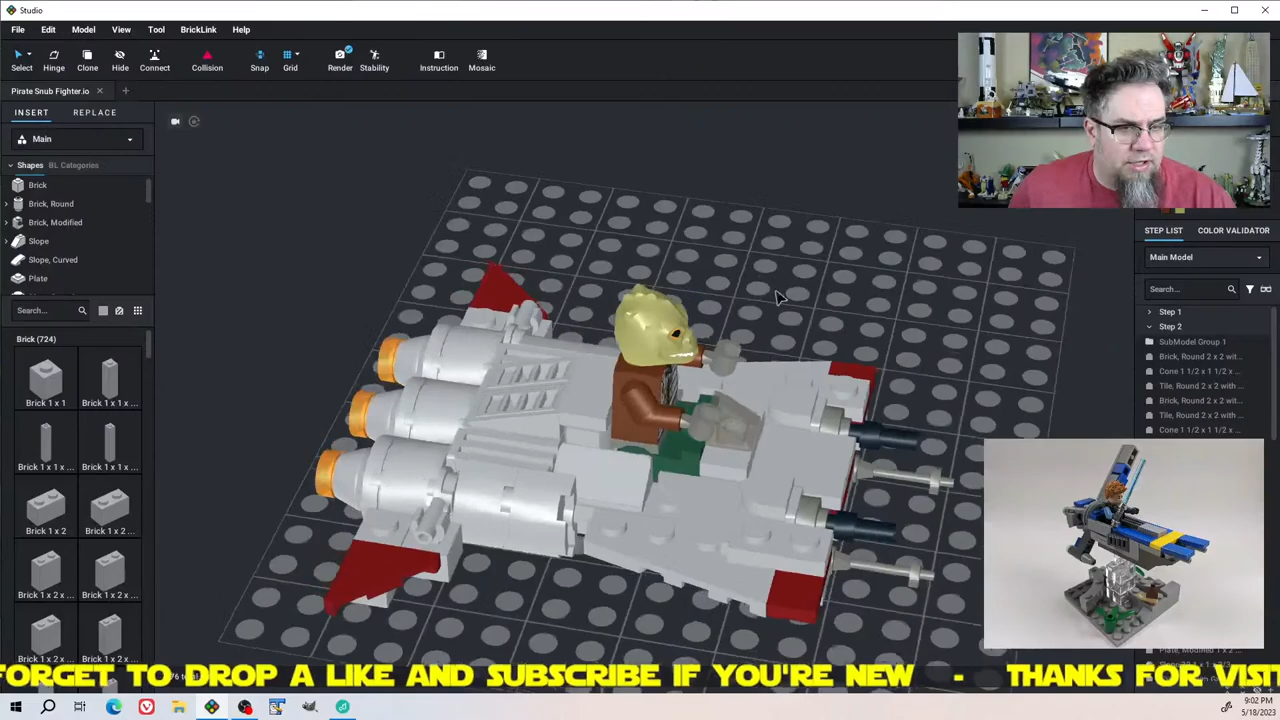 Studio
File Edit Model View Tool BrickLink Help
Select Hinge Clone Hide Connect Collision Snap Grid Render Stability Instruction Mosaic
Pirate Snub Fighter.io
INSERT REPLACE
Main
Shapes BL Categories
Brick
Brick, Round
Brick, Modified
Slope
Slope, Curved
Plate
Search...
Brick (724)
Brick 1 x 1 Brick 1 x 1 x ...
Brick 1 x 1 x ... Brick 1 x 1 x ...
Brick 1 x 2 Brick 1 x 2 x ...
Brick 1 x 2 x ... Brick 1 x 2 x ...
Brick 1 x 2 x ... Brick 1 x 2 x ...
STEP LIST COLOR VALIDATOR
Main Model
Search...
Step 1
Step 2
SubModel Group 1
Brick, Round 2 x 2 wit...
Cone 1 1/2 x 1 1/2 x ...
Tile, Round 2 x 2 with ...
Brick, Round 2 x 2 wit...
Tile, Round 2 x 2 with ...
Cone 1 1/2 x 1 1/2 x ...
FORGET TO DROP A LIKE AND SUBSCRIBE IF YOU'RE NEW - THANKS FOR VISI
9:02 PM
5/18/2023